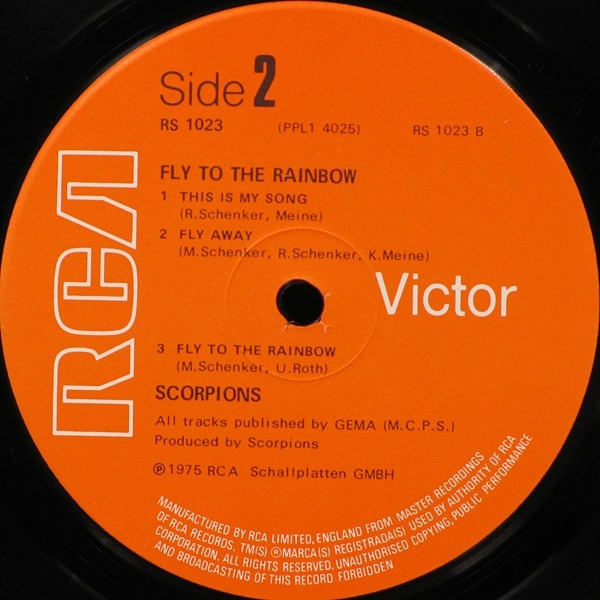 Side 2
RS 1023 (PPL1 4025) RS 1023 B
FLY TO THE RAINBOW
1 THIS IS MY SONG
(R.Schenker, Meine)
2 FLY AWAY
(M.Schenker, R.Schenker, K.Meine)
RCA
Victor
3 FLY TO THE RAINBOW
(M.Schenker, U.Roth)
SCORPIONS
All tracks published by GEMA (M.C.P.S.)
Produced by Scorpions
℗1975 RCA Schallplatten GMBH
MANUFACTURED BY RCA LIMITED, ENGLAND FROM MASTER RECORDINGS
OF RCA RECORDS. TM(S) ®MARCA(S) REGISTRADA(S) USED BY AUTHORITY OF RCA
CORPORATION. ALL RIGHTS RESERVED. UNAUTHORISED COPYING, PUBLIC PERFORMANCE
AND BROADCASTING OF THIS RECORD FORBIDDEN